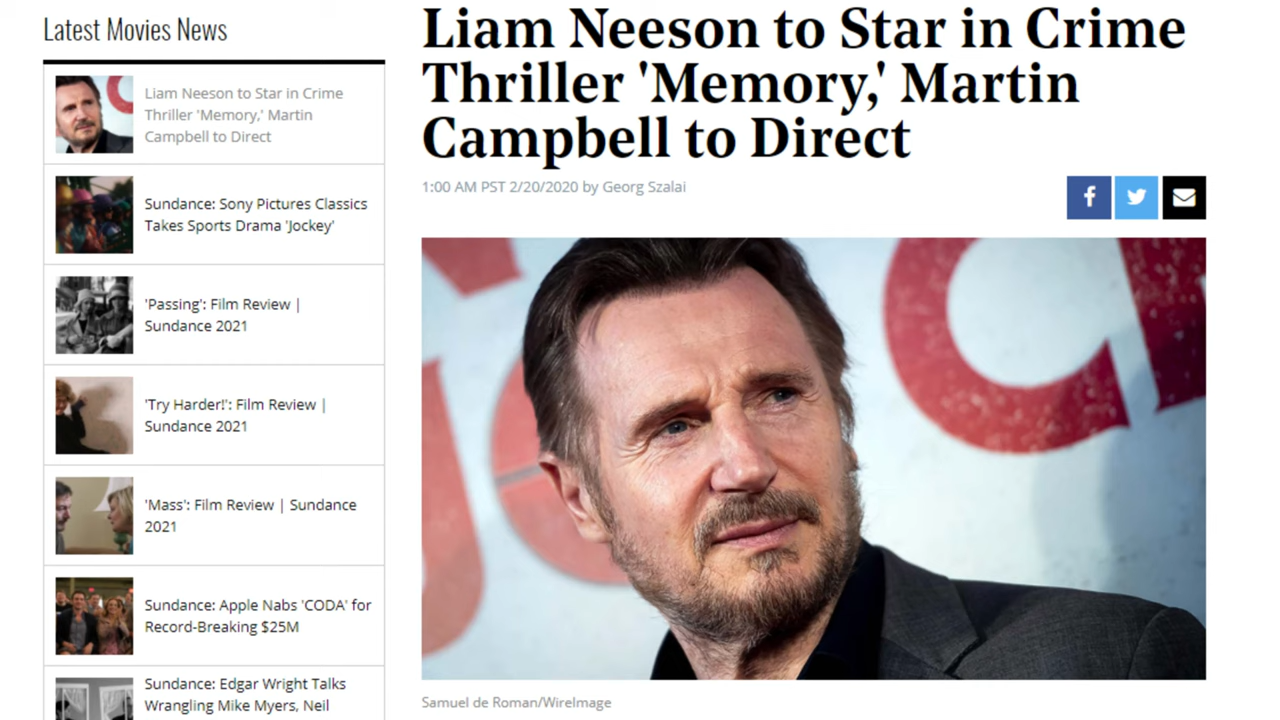 Latest Movies News
Liam Neeson to Star in Crime
Thriller 'Memory,' Martin
Campbell to Direct
Sundance: Sony Pictures Classics
Takes Sports Drama 'Jockey'
'Passing': Film Review |
Sundance 2021
'Try Harder!': Film Review |
Sundance 2021
'Mass': Film Review | Sundance
2021
Sundance: Apple Nabs 'CODA' for
Record-Breaking $25M
Sundance: Edgar Wright Talks
Wrangling Mike Myers, Neil
Liam Neeson to Star in Crime
Thriller 'Memory,' Martin
Campbell to Direct
1:00 AM PST 2/20/2020 by Georg Szalai
Samuel de Roman/WireImage